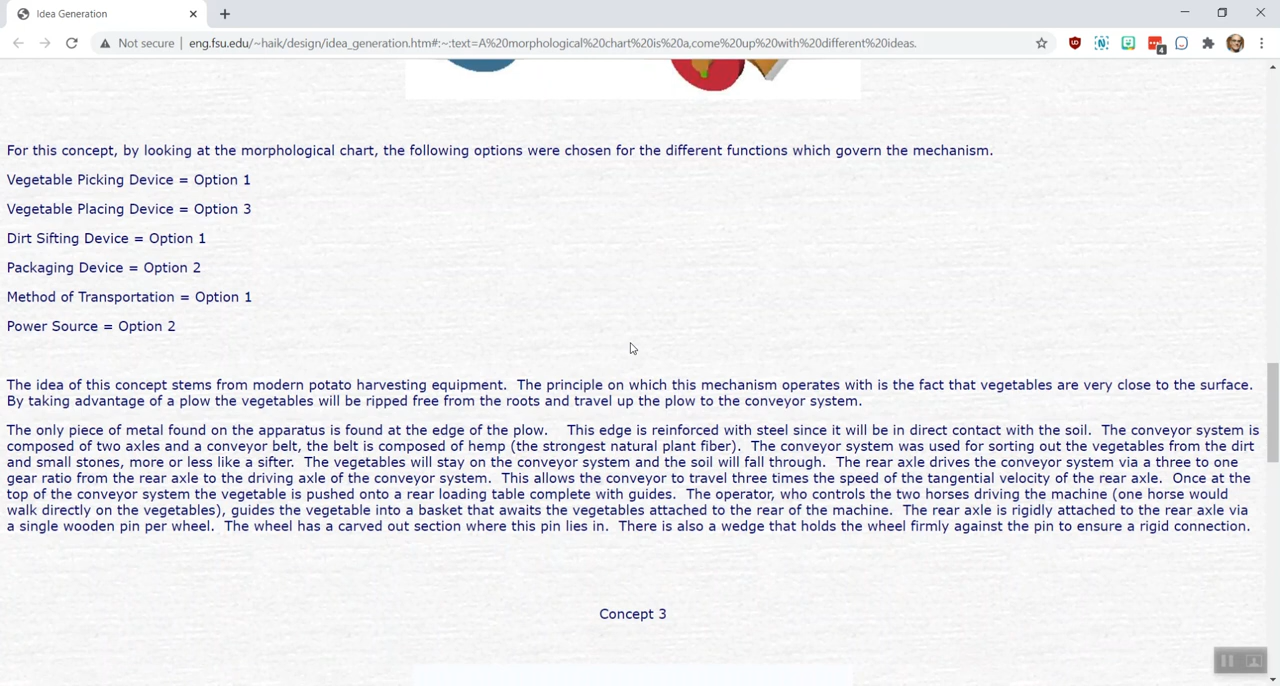 Idea Generation
Not secure | eng.fsu.edu/~haik/design/idea_generation.htm#:~:text=A%20morphological%20chart%20is%20a,come%20up%20with%20different%20ideas.
4
For this concept, by looking at the morphological chart, the following options were chosen for the different functions which govern the mechanism.
Vegetable Picking Device = Option 1
Vegetable Placing Device = Option 3
Dirt Sifting Device = Option 1
Packaging Device = Option 2
Method of Transportation = Option 1
Power Source = Option 2
The idea of this concept stems from modern potato harvesting equipment.  The principle on which this mechanism operates with is the fact that vegetables are very close to the surface.
By taking advantage of a plow the vegetables will be ripped free from the roots and travel up the plow to the conveyor system.
The only piece of metal found on the apparatus is found at the edge of the plow.    This edge is reinforced with steel since it will be in direct contact with the soil.  The conveyor system is
composed of two axles and a conveyor belt, the belt is composed of hemp (the strongest natural plant fiber).  The conveyor system was used for sorting out the vegetables from the dirt
and small stones, more or less like a sifter.  The vegetables will stay on the conveyor system and the soil will fall through.  The rear axle drives the conveyor system via a three to one
gear ratio from the rear axle to the driving axle of the conveyor system.  This allows the conveyor to travel three times the speed of the tangential velocity of the rear axle.  Once at the
top of the conveyor system the vegetable is pushed onto a rear loading table complete with guides.  The operator, who controls the two horses driving the machine (one horse would
walk directly on the vegetables), guides the vegetable into a basket that awaits the vegetables attached to the rear of the machine.  The rear axle is rigidly attached to the rear axle via
a single wooden pin per wheel.  The wheel has a carved out section where this pin lies in.  There is also a wedge that holds the wheel firmly against the pin to ensure a rigid connection.
Concept 3